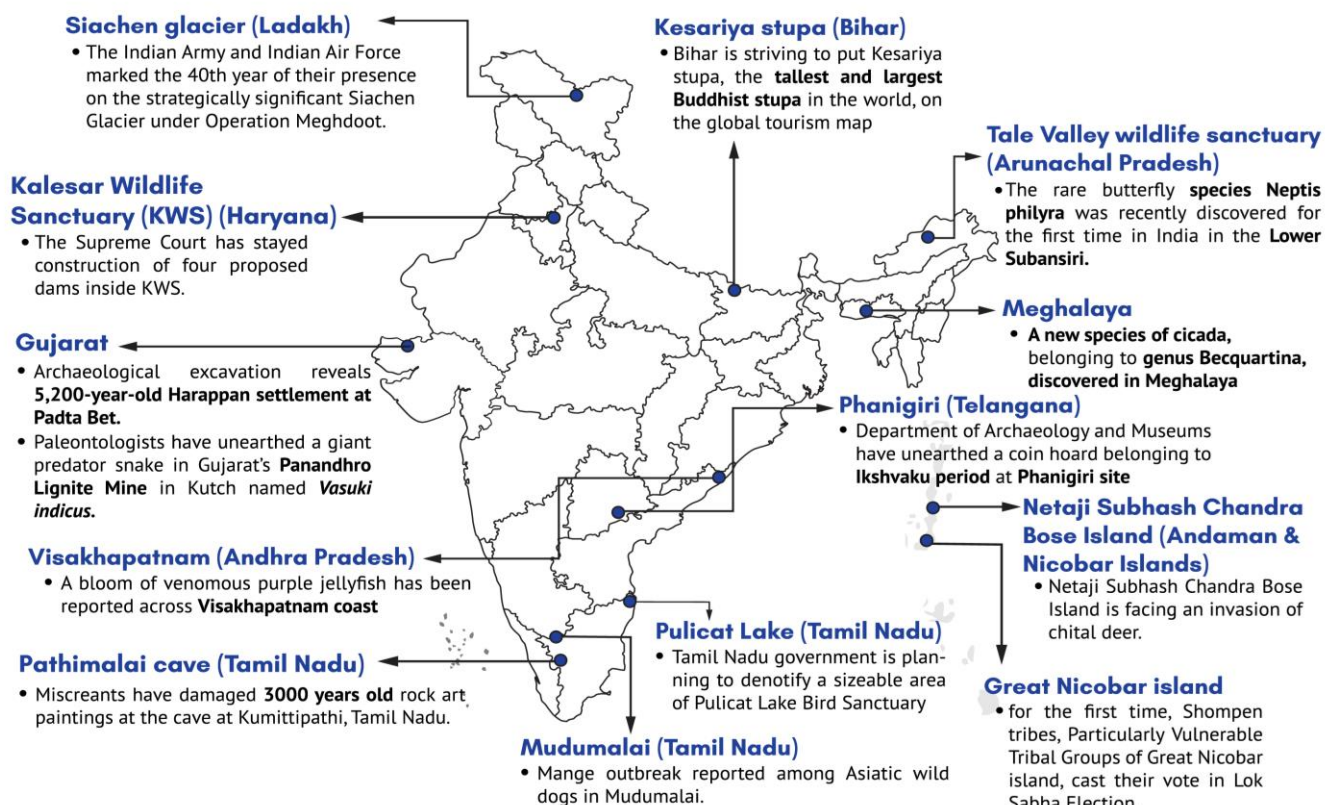 Siachen glacier (Ladakh)
• The Indian Army and Indian Air Force
marked the 40th year of their presence
on the strategically significant Siachen
Glacier under Operation Meghdoot.
Kesariya stupa (Bihar)
• Bihar is striving to put Kesariya
stupa, the tallest and largest
Buddhist stupa in the world, on
the global tourism map
Tale Valley wildlife sanctuary
(Arunachal Pradesh)
• The rare butterfly species Neptis
philyra was recently discovered for
the first time in India in the Lower
Subansiri.
Kalesar Wildlife
Sanctuary (KWS) (Haryana)
• The Supreme Court has stayed
construction of four proposed
dams inside KWS.
Meghalaya
• A new species of cicada,
belonging to genus Becquartina,
discovered in Meghalaya
Gujarat
• Archaeological excavation reveals
5,200-year-old Harappan settlement at
Padta Bet.
• Paleontologists have unearthed a giant
predator snake in Gujarat's Panandhro
Lignite Mine in Kutch named Vasuki
indicus.
Phanigiri (Telangana)
• Department of Archaeology and Museums
have unearthed a coin hoard belonging to
Ikshvaku period at Phanigiri site
Netaji Subhash Chandra
Bose Island (Andaman &
Nicobar Islands)
• Netaji Subhash Chandra Bose
Island is facing an invasion of
chital deer.
Visakhapatnam (Andhra Pradesh)
• A bloom of venomous purple jellyfish has been
reported across Visakhapatnam coast
Pulicat Lake (Tamil Nadu)
• Tamil Nadu government is plan-
ning to denotify a sizeable area
of Pulicat Lake Bird Sanctuary
Pathimalai cave (Tamil Nadu)
• Miscreants have damaged 3000 years old rock art
paintings at the cave at Kumittipathi, Tamil Nadu.
Great Nicobar island
• for the first time, Shompen
tribes, Particularly Vulnerable
Tribal Groups of Great Nicobar
island, cast their vote in Lok
Sabha Election
Mudumalai (Tamil Nadu)
• Mange outbreak reported among Asiatic wild
dogs in Mudumalai.